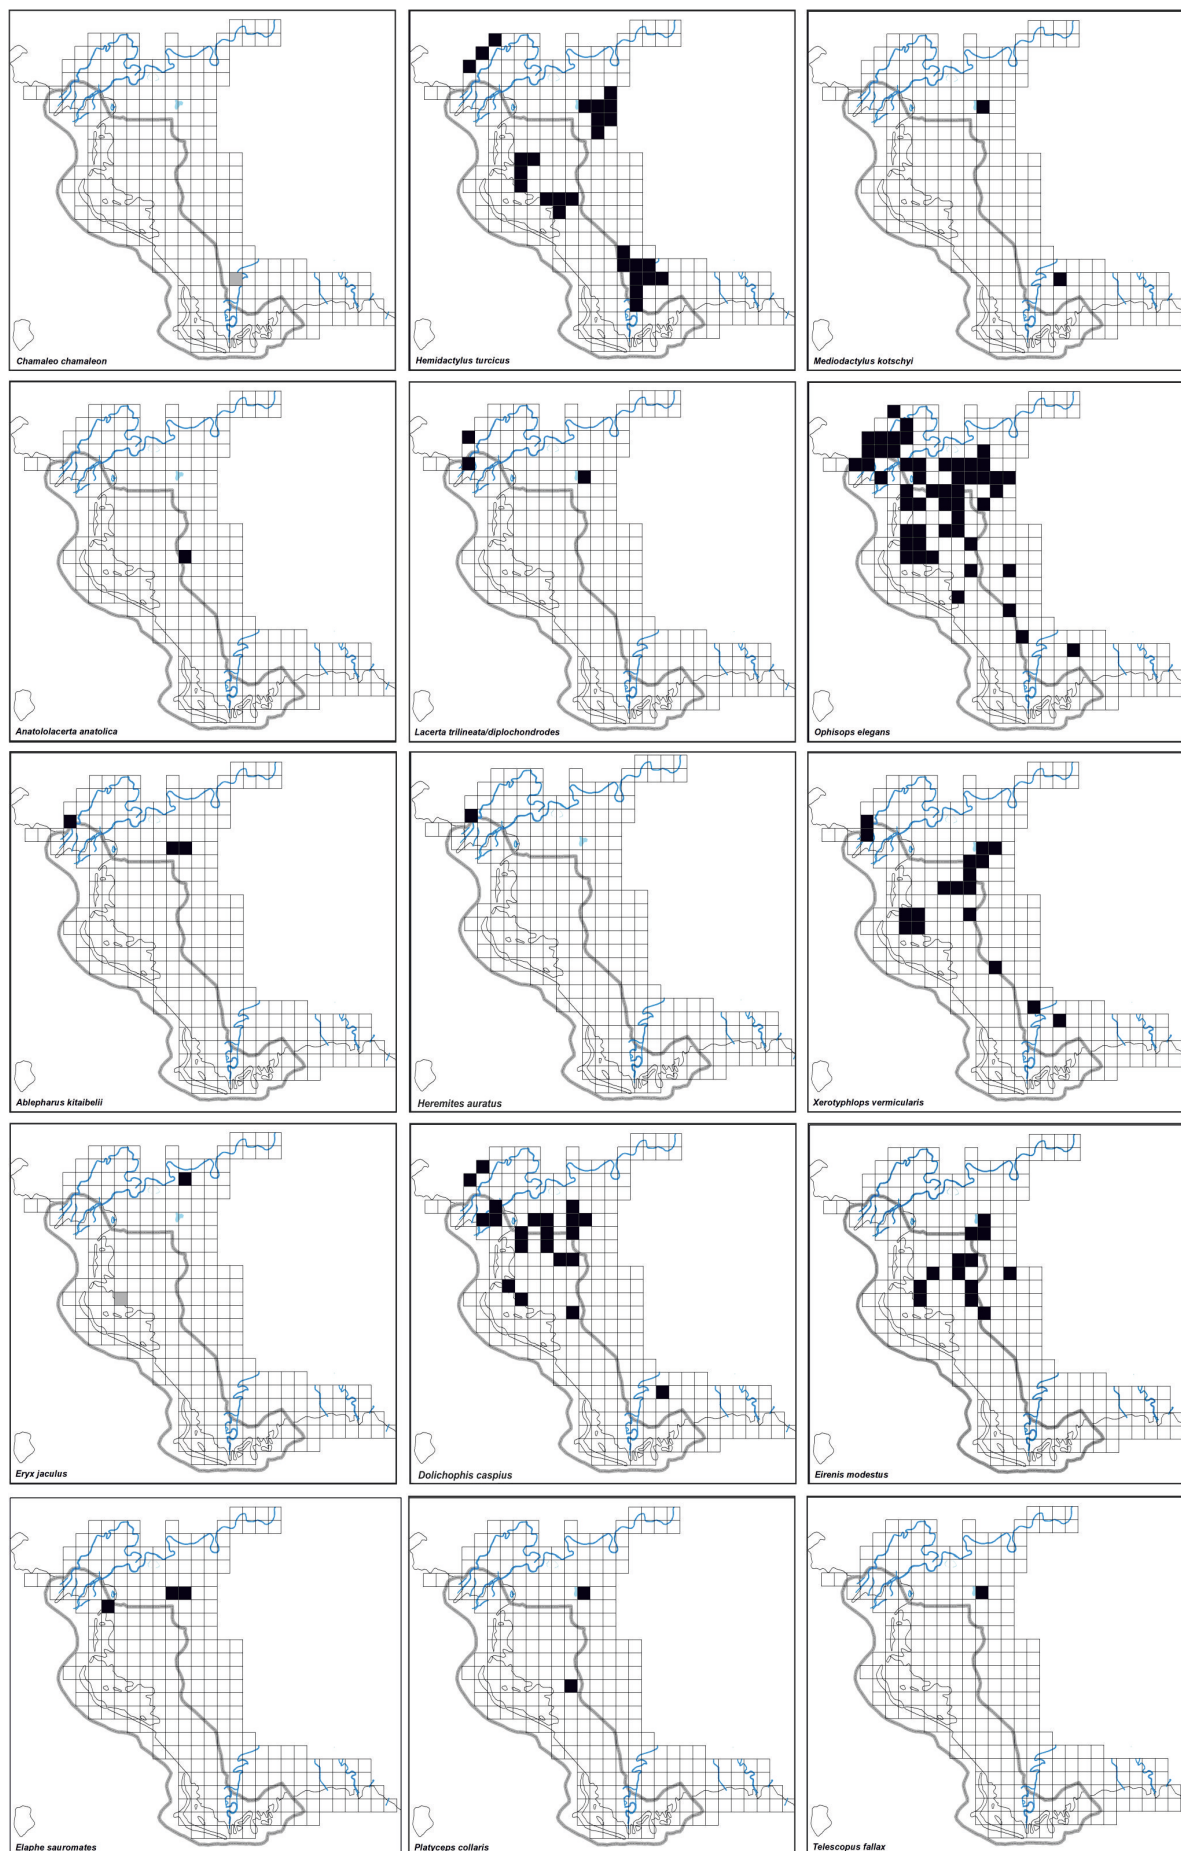 Chamaleo chamaleon
Hemidactylus turcicus
Mediodactylus kotschyi
Anatololacerta anatolica
Lacerta trilineata/diplochondrodes
Ophisops elegans
Ablepharus kitaibelii
Heremites auratus
Xerotyphlops vermicularis
Eryx jaculus
Dolichophis caspius
Eirenis modestus
Elaphe sauromates
Platyceps collaris
Telescopus fallax